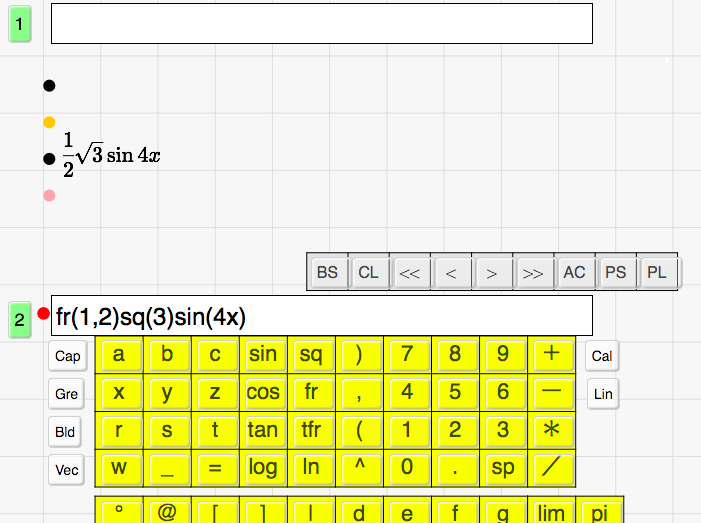 1
1/2√3 sin 4x
BS CL << < > >> AC PS PL
2 fr(1,2)sq(3)sin(4x)
Cap a b c sin sq ) 7 8 9 + Cal
Gre x y z cos fr , 4 5 6 — Lin
Bld r s t tan tfr ( 1 2 3 *
Vec w _ = log ln ^ 0 . sp /
° @ [ ] | d e f g lim pi